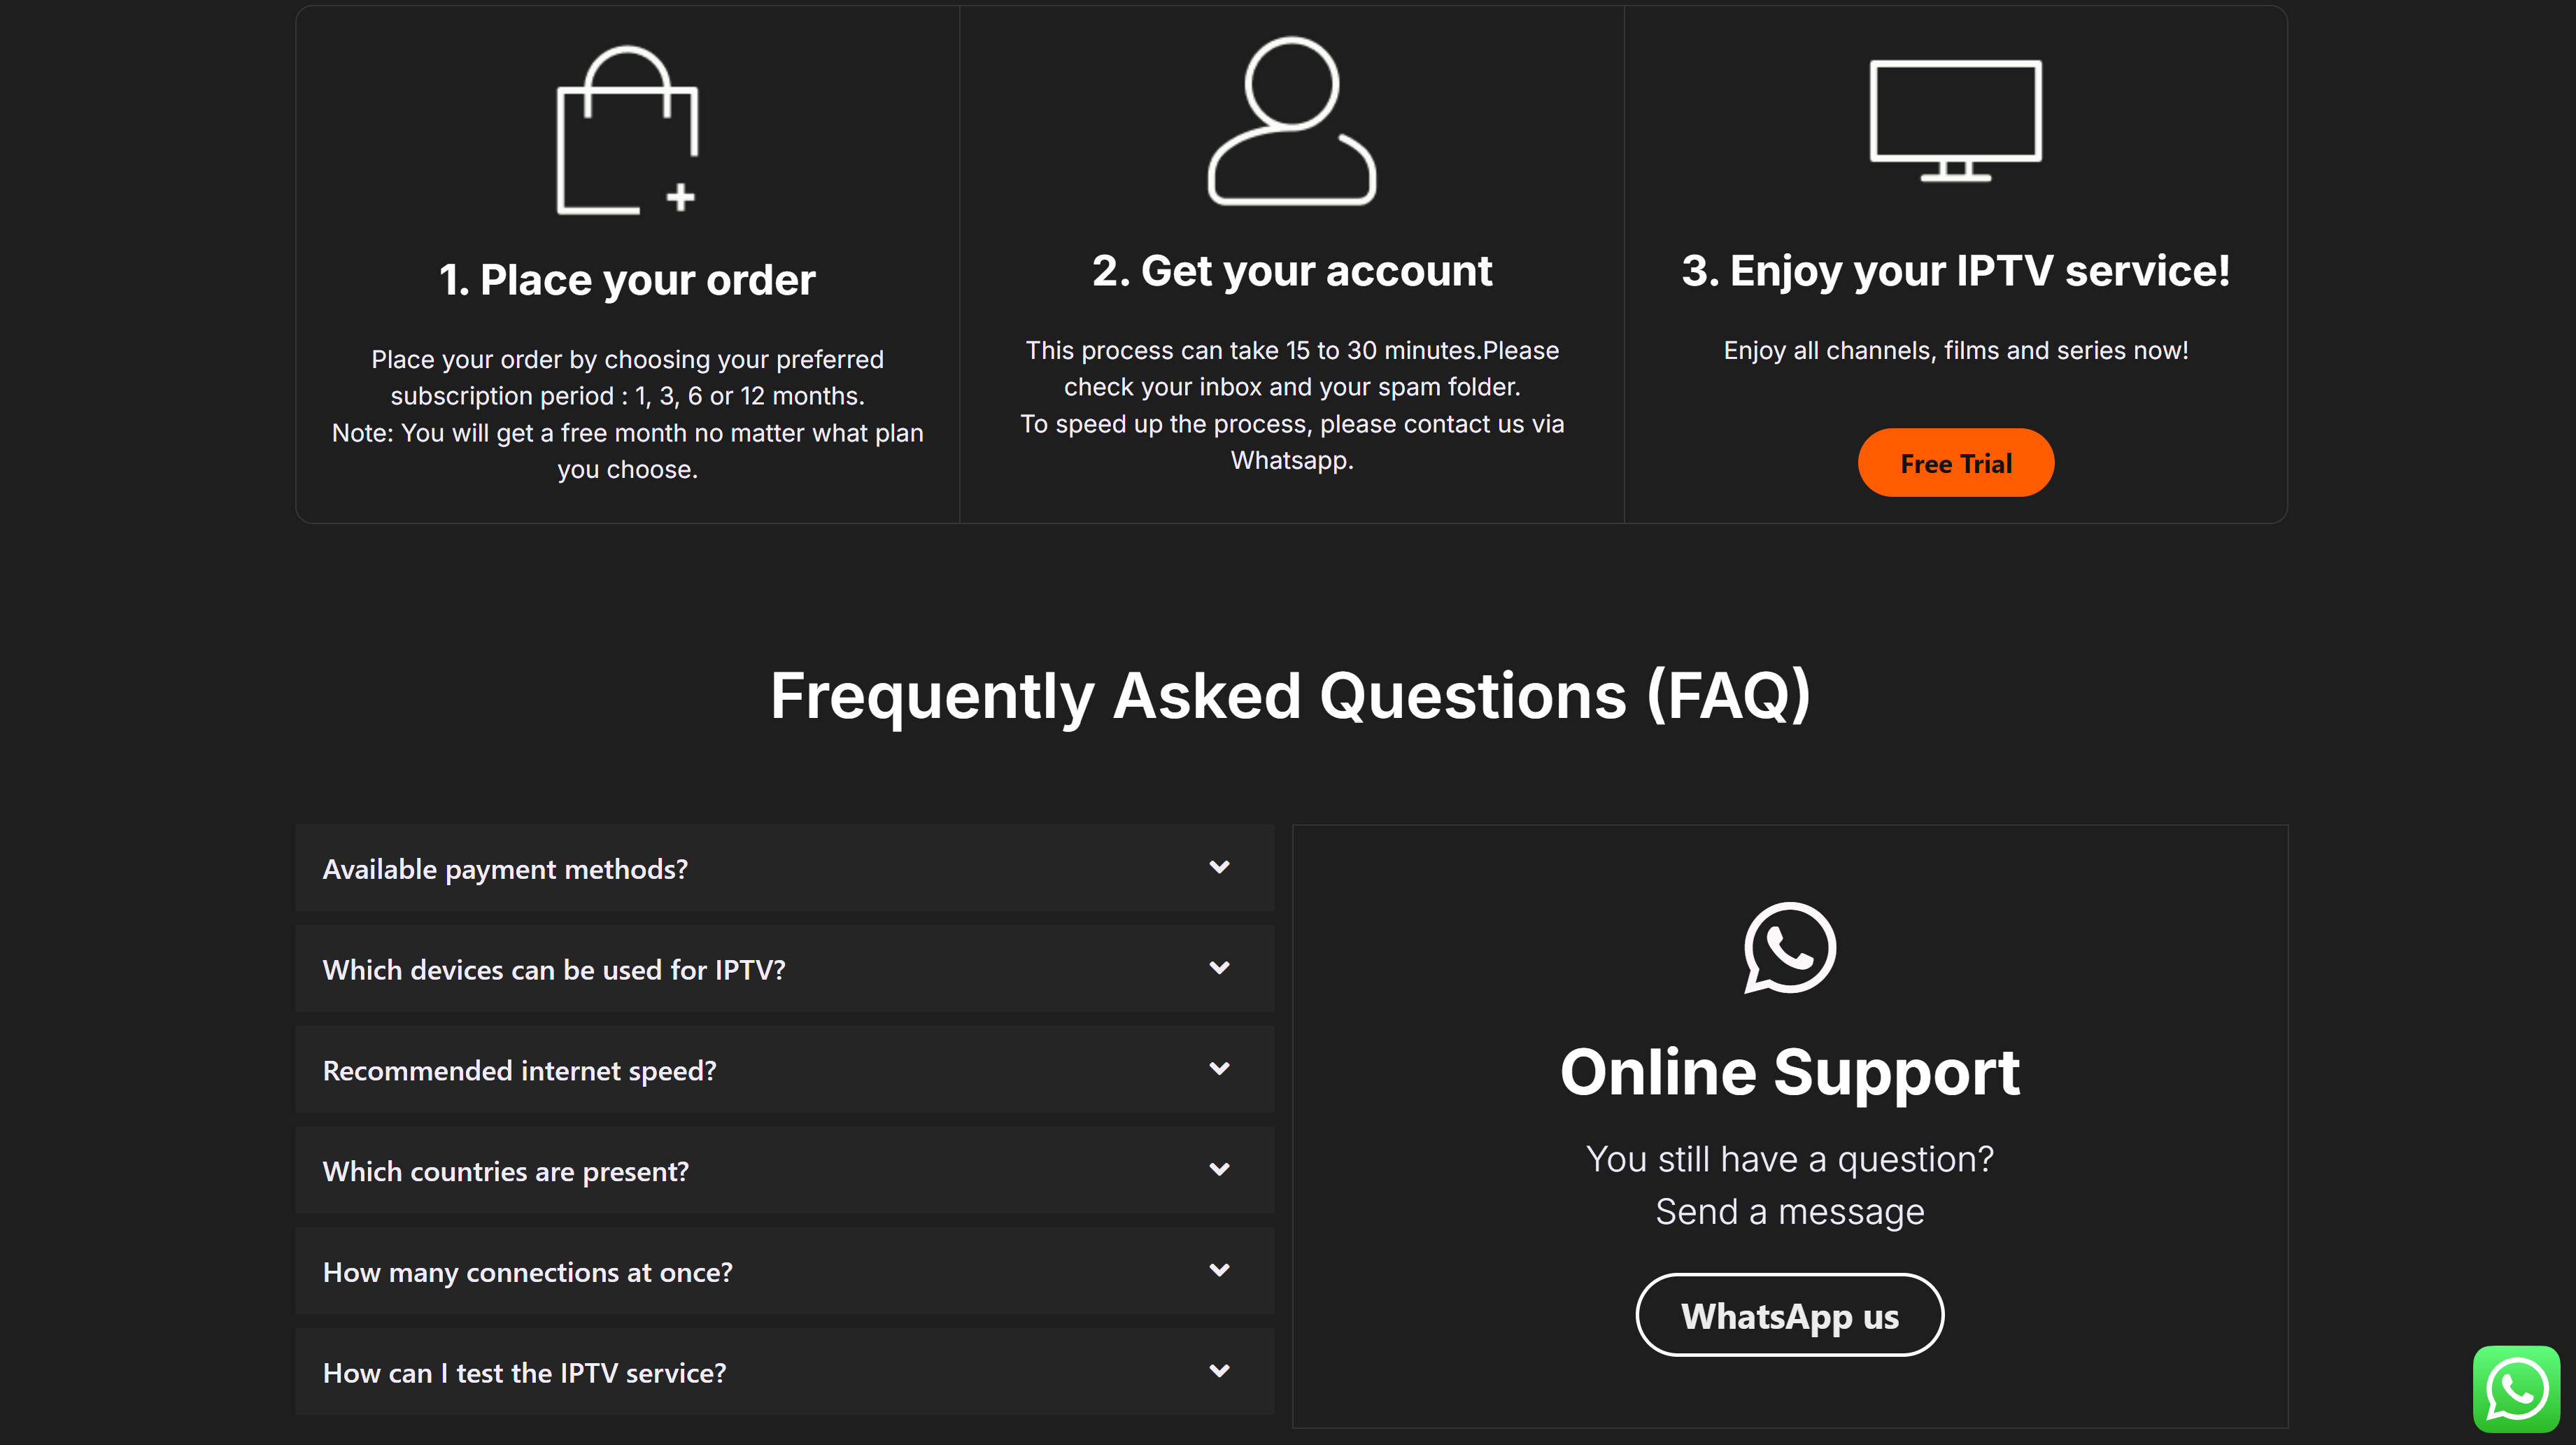 1. Place your order
Place your order by choosing your preferred
subscription period : 1, 3, 6 or 12 months.
Note: You will get a free month no matter what plan
you choose.
2. Get your account
This process can take 15 to 30 minutes.Please
check your inbox and your spam folder.
To speed up the process, please contact us via
Whatsapp.
3. Enjoy your IPTV service!
Enjoy all channels, films and series now!
Free Trial
Frequently Asked Questions (FAQ)
Available payment methods?
Which devices can be used for IPTV?
Recommended internet speed?
Which countries are present?
How many connections at once?
How can I test the IPTV service?
Online Support
You still have a question?
Send a message
WhatsApp us